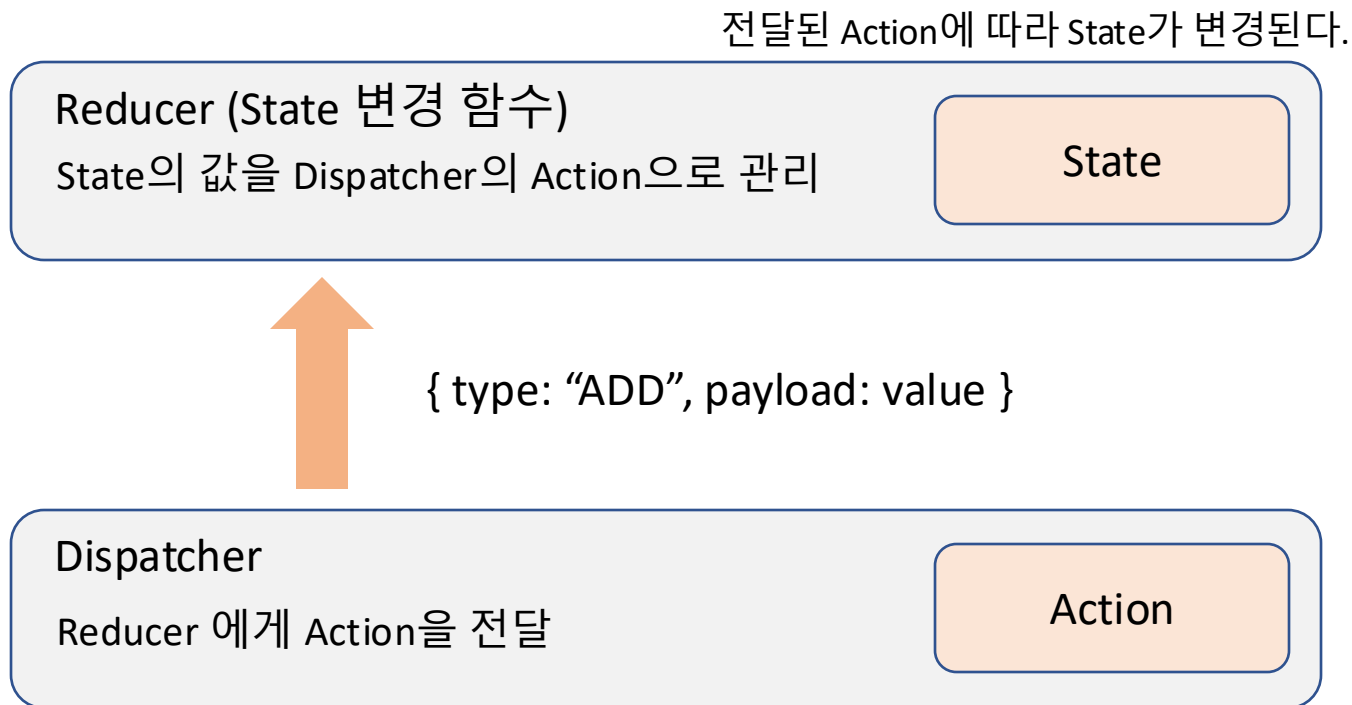 전달된 Action에 따라 State가 변경된다.
Reducer (State 변경 함수)
State의 값을 Dispatcher의 Action으로 관리
State
{ type: “ADD”, payload: value }
Dispatcher
Reducer 에게 Action을 전달
Action